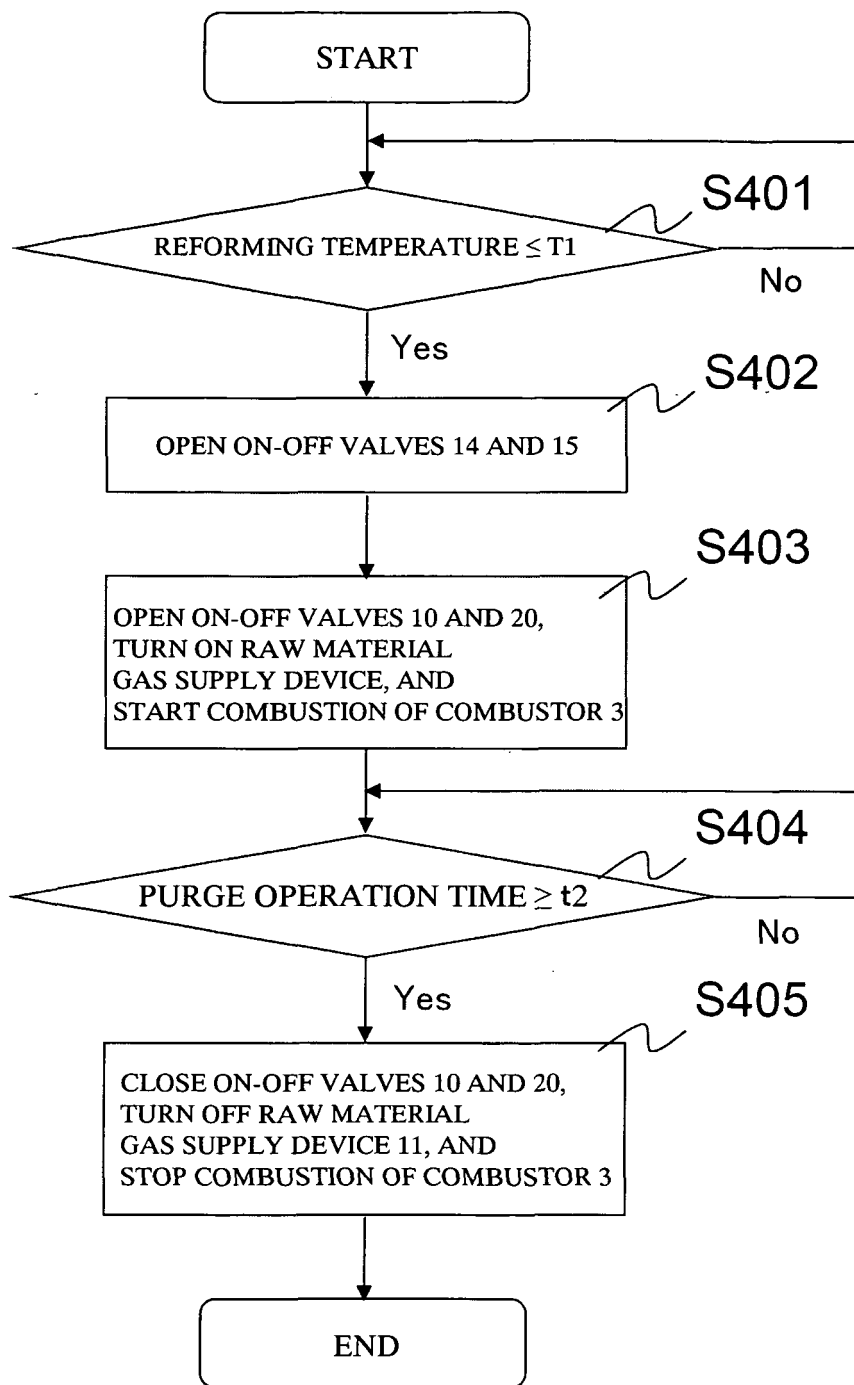 START
S401
REFORMING TEMPERATURE ≤ T1
No
Yes
S402
OPEN ON-OFF VALVES 14 AND 15
S403
OPEN ON-OFF VALVES 10 AND 20,
TURN ON RAW MATERIAL
GAS SUPPLY DEVICE, AND
START COMBUSTION OF COMBUSTOR 3
S404
PURGE OPERATION TIME ≥ t2
No
Yes
S405
CLOSE ON-OFF VALVES 10 AND 20,
TURN OFF RAW MATERIAL
GAS SUPPLY DEVICE 11, AND
STOP COMBUSTION OF COMBUSTOR 3
END